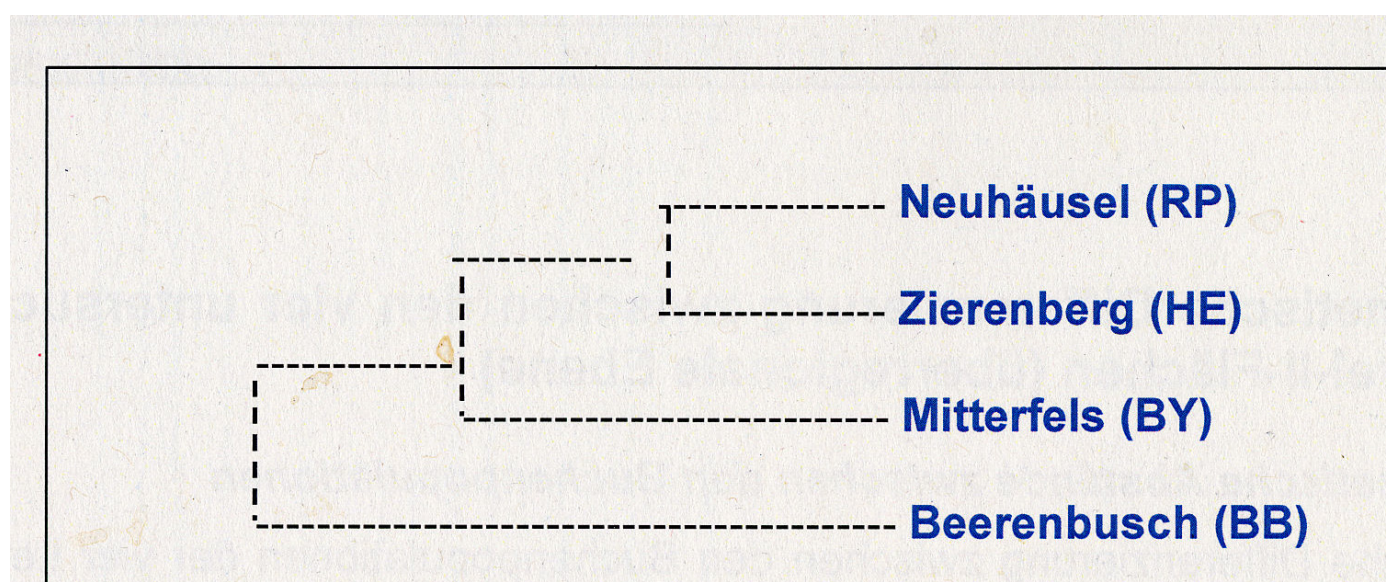 Neuhäusel (RP)
Zierenberg (HE)
Mitterfels (BY)
Beerenbusch (BB)